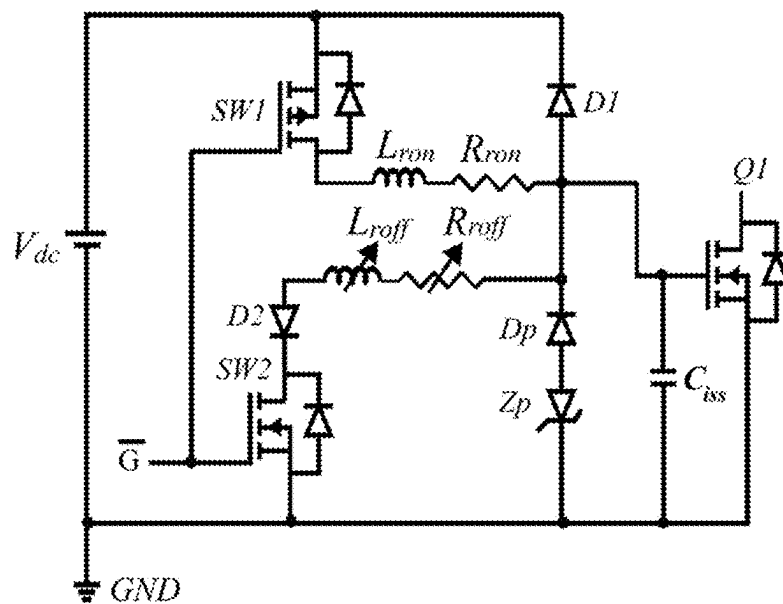 SW1
D1
Lron
Rron
Q1
Vdc
Lroff
Rroff
D2
Dp
SW2
Zp
Ciss
G̅
GND